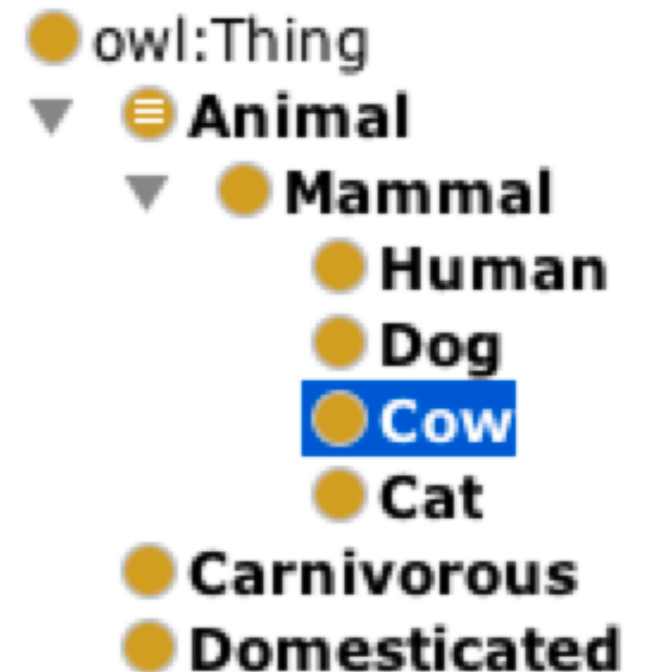 owl:Thing
Animal
Mammal
Human
Dog
Cow
Cat
Carnivorous
Domesticated